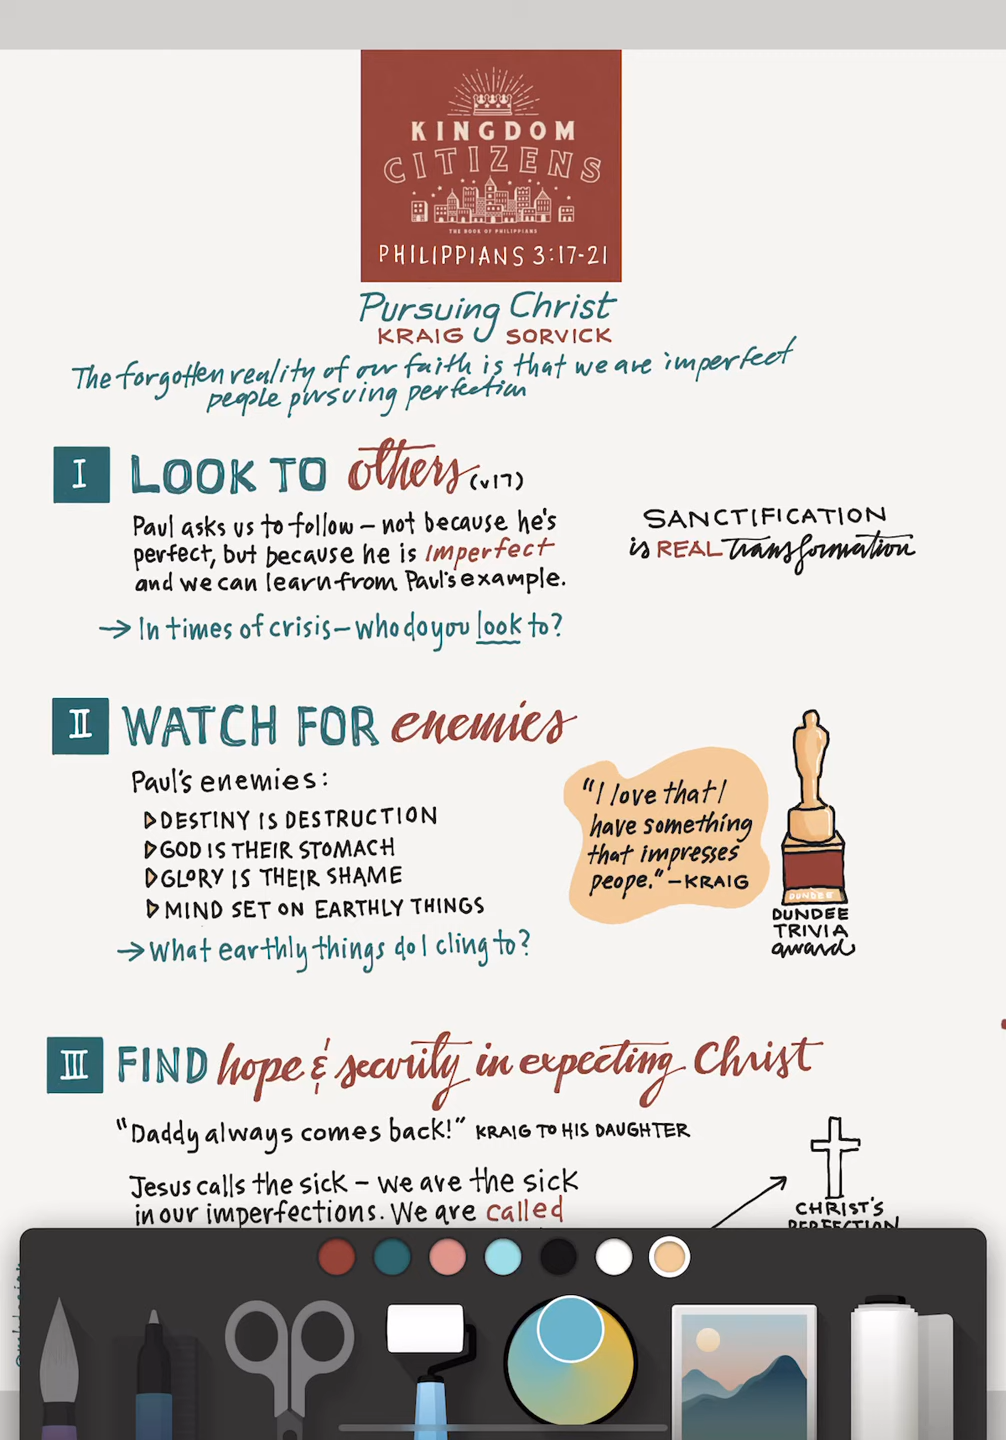 KINGDOM
CITIZENS
THE BOOK OF PHILIPPIANS
PHILIPPIANS 3:17-21
Pursuing Christ
KRAIG SORVICK
The forgotten reality of our faith is that we are imperfect
people pursuing perfection
I LOOK TO others (v17)
Paul asks us to follow – not because he's
perfect, but because he is imperfect
and we can learn from Paul's example.
→ In times of crisis – who do you look to?
SANCTIFICATION
is REAL transformation
II WATCH FOR enemies
Paul's enemies:
DESTINY IS DESTRUCTION
GOD IS THEIR STOMACH
GLORY IS THEIR SHAME
MIND SET ON EARTHLY THINGS
→ What earthly things do I cling to?
"I love that I
have something
that impresses
peope." – KRAIG
DUNDEE
DUNDEE
TRIVIA
award
III FIND hope & security in expecting Christ
"Daddy always comes back!" KRAIG TO HIS DAUGHTER
Jesus calls the sick – we are the sick
in our imperfections. We are called
CHRIST'S
PERFECTION